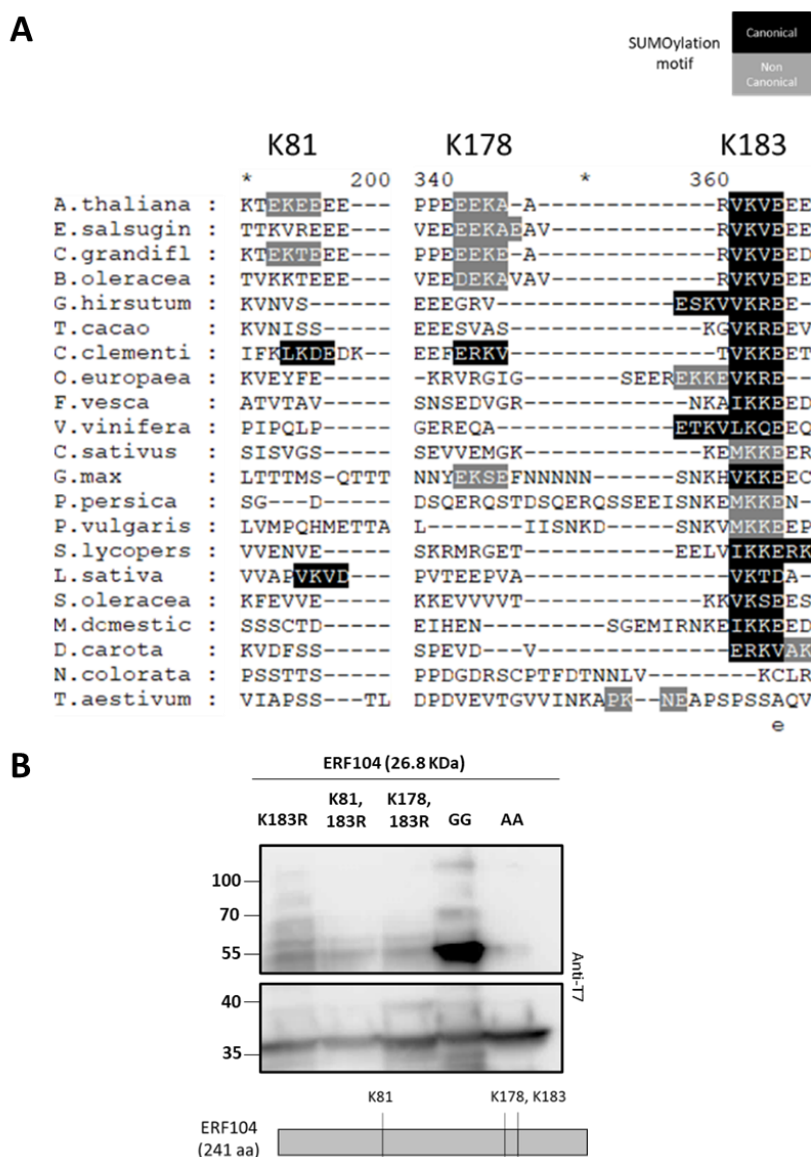 A
SUMOylation motif
Canonical
Non Canonical
K81 K178 K183
* 200 340 * 360
A.thaliana : KTEKEEEE PPEEEEKA-A-----------RVKVEEE
E.salsugin : TTKVREEE VEEEEKAEAV-----------RVKVEEE
C.grandifl : KTEKTEEE PPEEEEKE-A-----------RVKVEEE
B.oleracea : TVKKTEEE VEEDEKAVAV-----------RVKVEEE
G.hirsutum : KVNVS--- EEEGRV-----------ESKVVKREE--
T.cacao : KVNISS-- EEESVAS-----------KGVKREEV
C.clementi : IFKLKDEDK-- EEFERKV------------TVKKEET
O.europaea : KVEYFE---- -KRVRGIG-------SEEREKKEVKRE---
F.vesca : ATVTAV---- SNSEDVGR---------NKAIKKEED
V.vinifera : PIPQLP---- GEREQA-----------ETKVLKQEEQ
C.sativus : SISVGS---- SEVVEMGK----------KEMKKEER
G.max : LTTTMS-QTTT NNYEKSEFNNNNN-----SNKHVKKEEC
P.persica : SG---D---- DSQERQSTDSQERQSSEEISNKEMKKEN-
P.vulgaris : LVMPQHMETTA L------IISNKD-----SNKVMKKEEP
S.lycopers : VVENVE---- SKRMRGET---------EELVIKKERK
L.sativa : VVAPVKVD--- PVTEEPVA------------VKTDA-
S.oleracea : KFEVVE---- KKEVVVVT----------KKVKSEES
M.domestic : SSSCTD---- EIHEN------SGEMIRNKEIKKEED
D.carota : KVDFSS---- SPEVD--V------------ERKVAK
N.colorata : PSSTTS---- PPDGDRSCPTFDTNNLV-------KCLR
T.aestivum : VIAPSS--TL DPDVEVTGVVINKAPK--NEAPSPSSAQV
e
B
ERF104 (26.8 KDa)
K183R K81, 183R K178, 183R GG AA
100
70
55
40
35
Anti-T7
K81 K178, K183
ERF104 (241 aa)